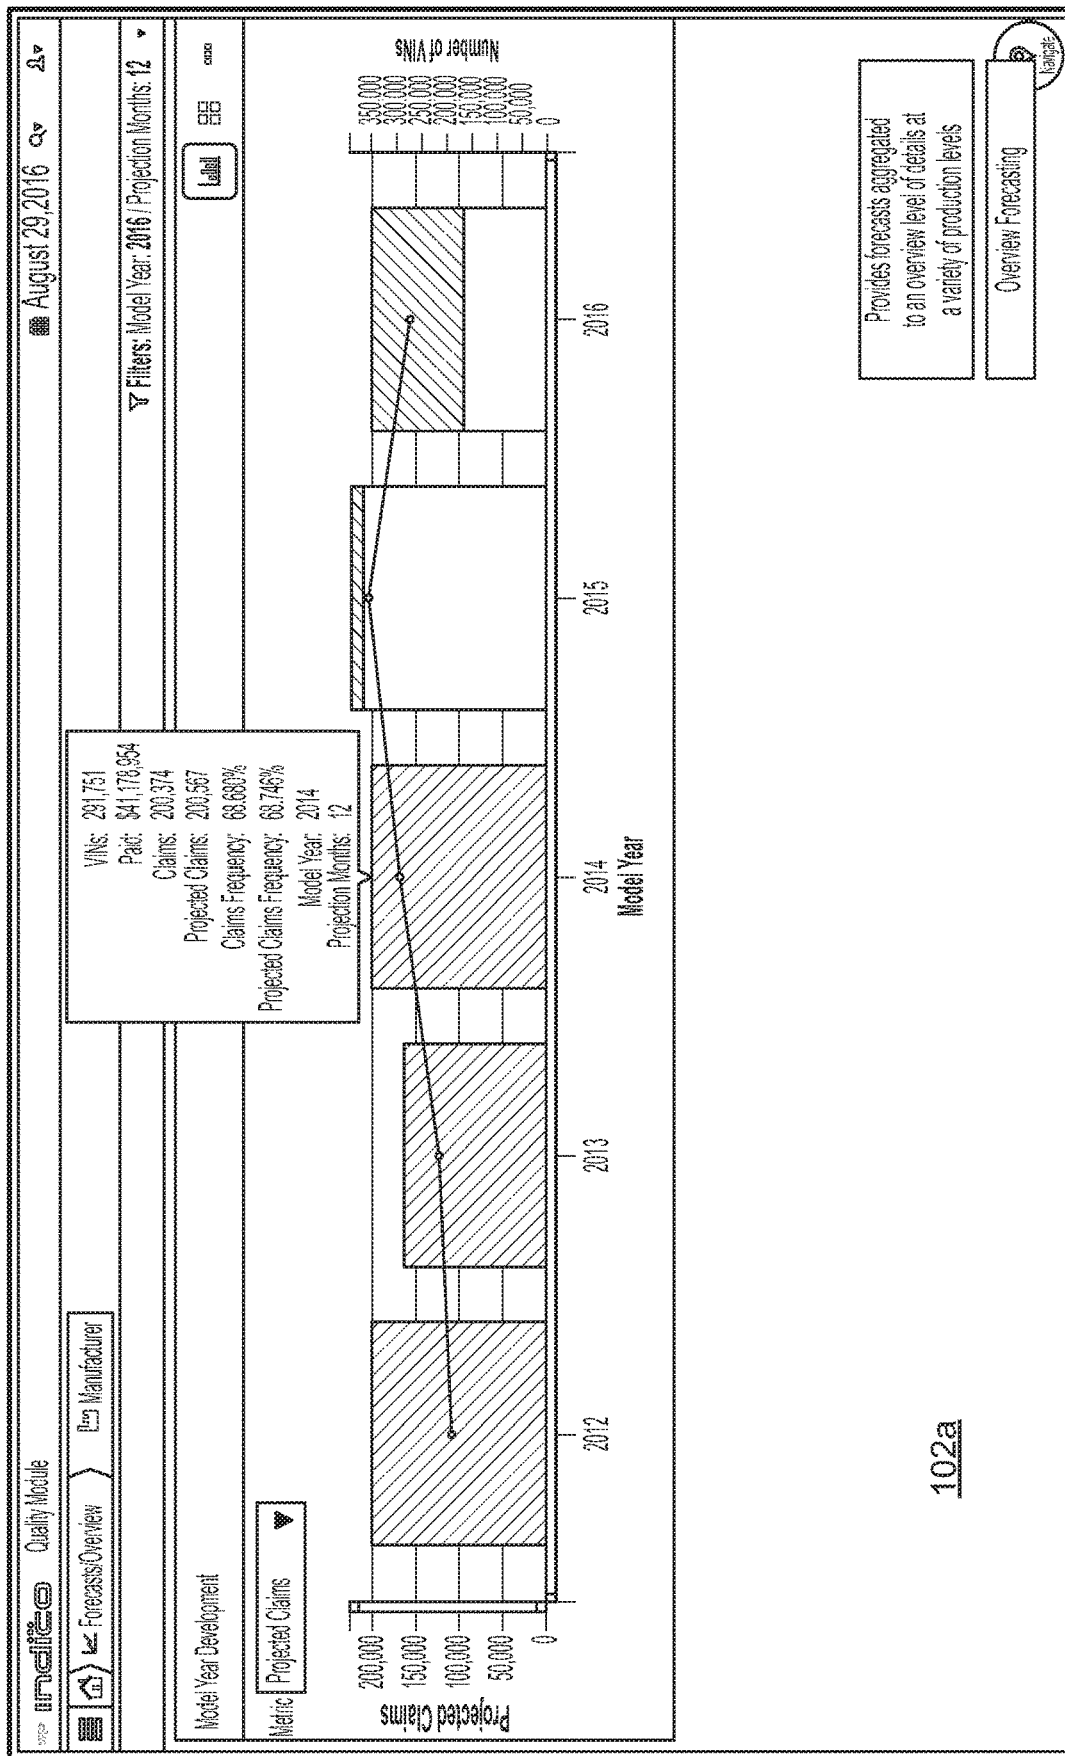 indico Quality Module
August 29,2016
Forecasts/Overview
Manufacturer
Filters: Model Year: 2016 / Projection Months: 12
Model Year Development
Metric
Projected Claims
VINs: 291,751
Paid: $41,178,954
Claims: 200,374
Projected Claims: 200,567
Claims Frequency: 68.680%
Projected Claims Frequency: 68.746%
Model Year: 2014
Projection Months: 12
Projected Claims
200,000
150,000
100,000
50,000
0
Number of VINs
350,000
300,000
250,000
200,000
150,000
100,000
50,000
0
2012
2013
2014
2015
2016
Model Year
Provides forecasts aggregated
to an overview level of details at
a variety of production levels
Overview Forecasting
Navigate
102a